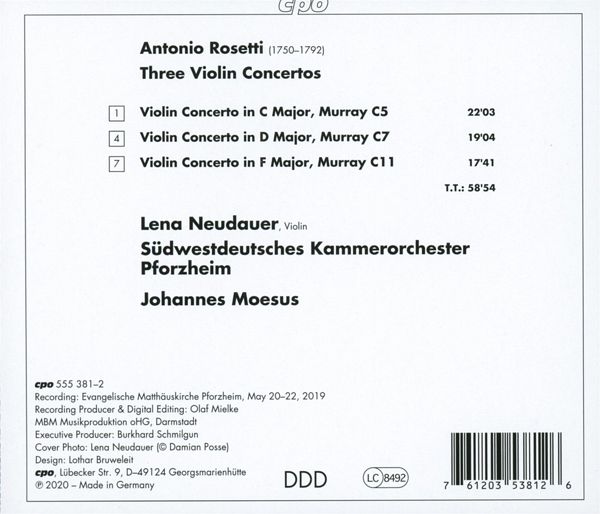 cpo
Antonio Rosetti (1750–1792)
Three Violin Concertos
1 Violin Concerto in C Major, Murray C5 22'03
4 Violin Concerto in D Major, Murray C7 19'04
7 Violin Concerto in F Major, Murray C11 17'41
T.T.: 58'54
Lena Neudauer, Violin
Südwestdeutsches Kammerorchester
Pforzheim
Johannes Moesus
cpo 555 381–2
Recording: Evangelische Matthäuskirche Pforzheim, May 20–22, 2019
Recording Producer & Digital Editing: Olaf Mielke
MBM Musikproduktion oHG, Darmstadt
Executive Producer: Burkhard Schmilgun
Cover Photo: Lena Neudauer (© Damian Posse)
Design: Lothar Bruweleit
cpo, Lübecker Str. 9, D–49124 Georgsmarienhütte
℗ 2020 – Made in Germany
DDD
LC 8492
7 61203 53812 6